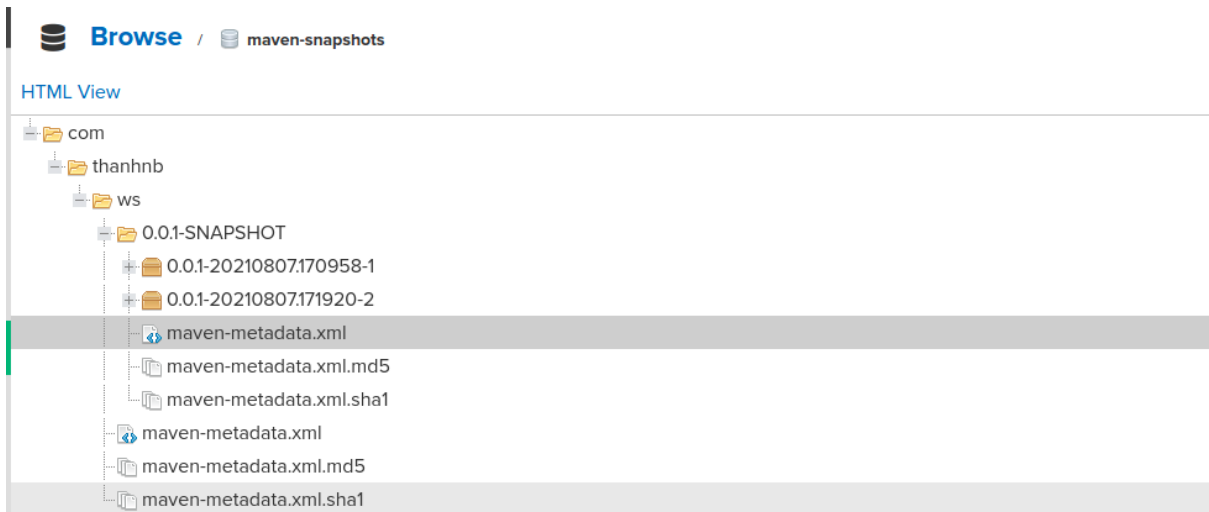 Browse / maven-snapshots
HTML View
com
thanhnb
ws
0.0.1-SNAPSHOT
0.0.1-20210807.170958-1
0.0.1-20210807.171920-2
maven-metadata.xml
maven-metadata.xml.md5
maven-metadata.xml.sha1
maven-metadata.xml
maven-metadata.xml.md5
maven-metadata.xml.sha1